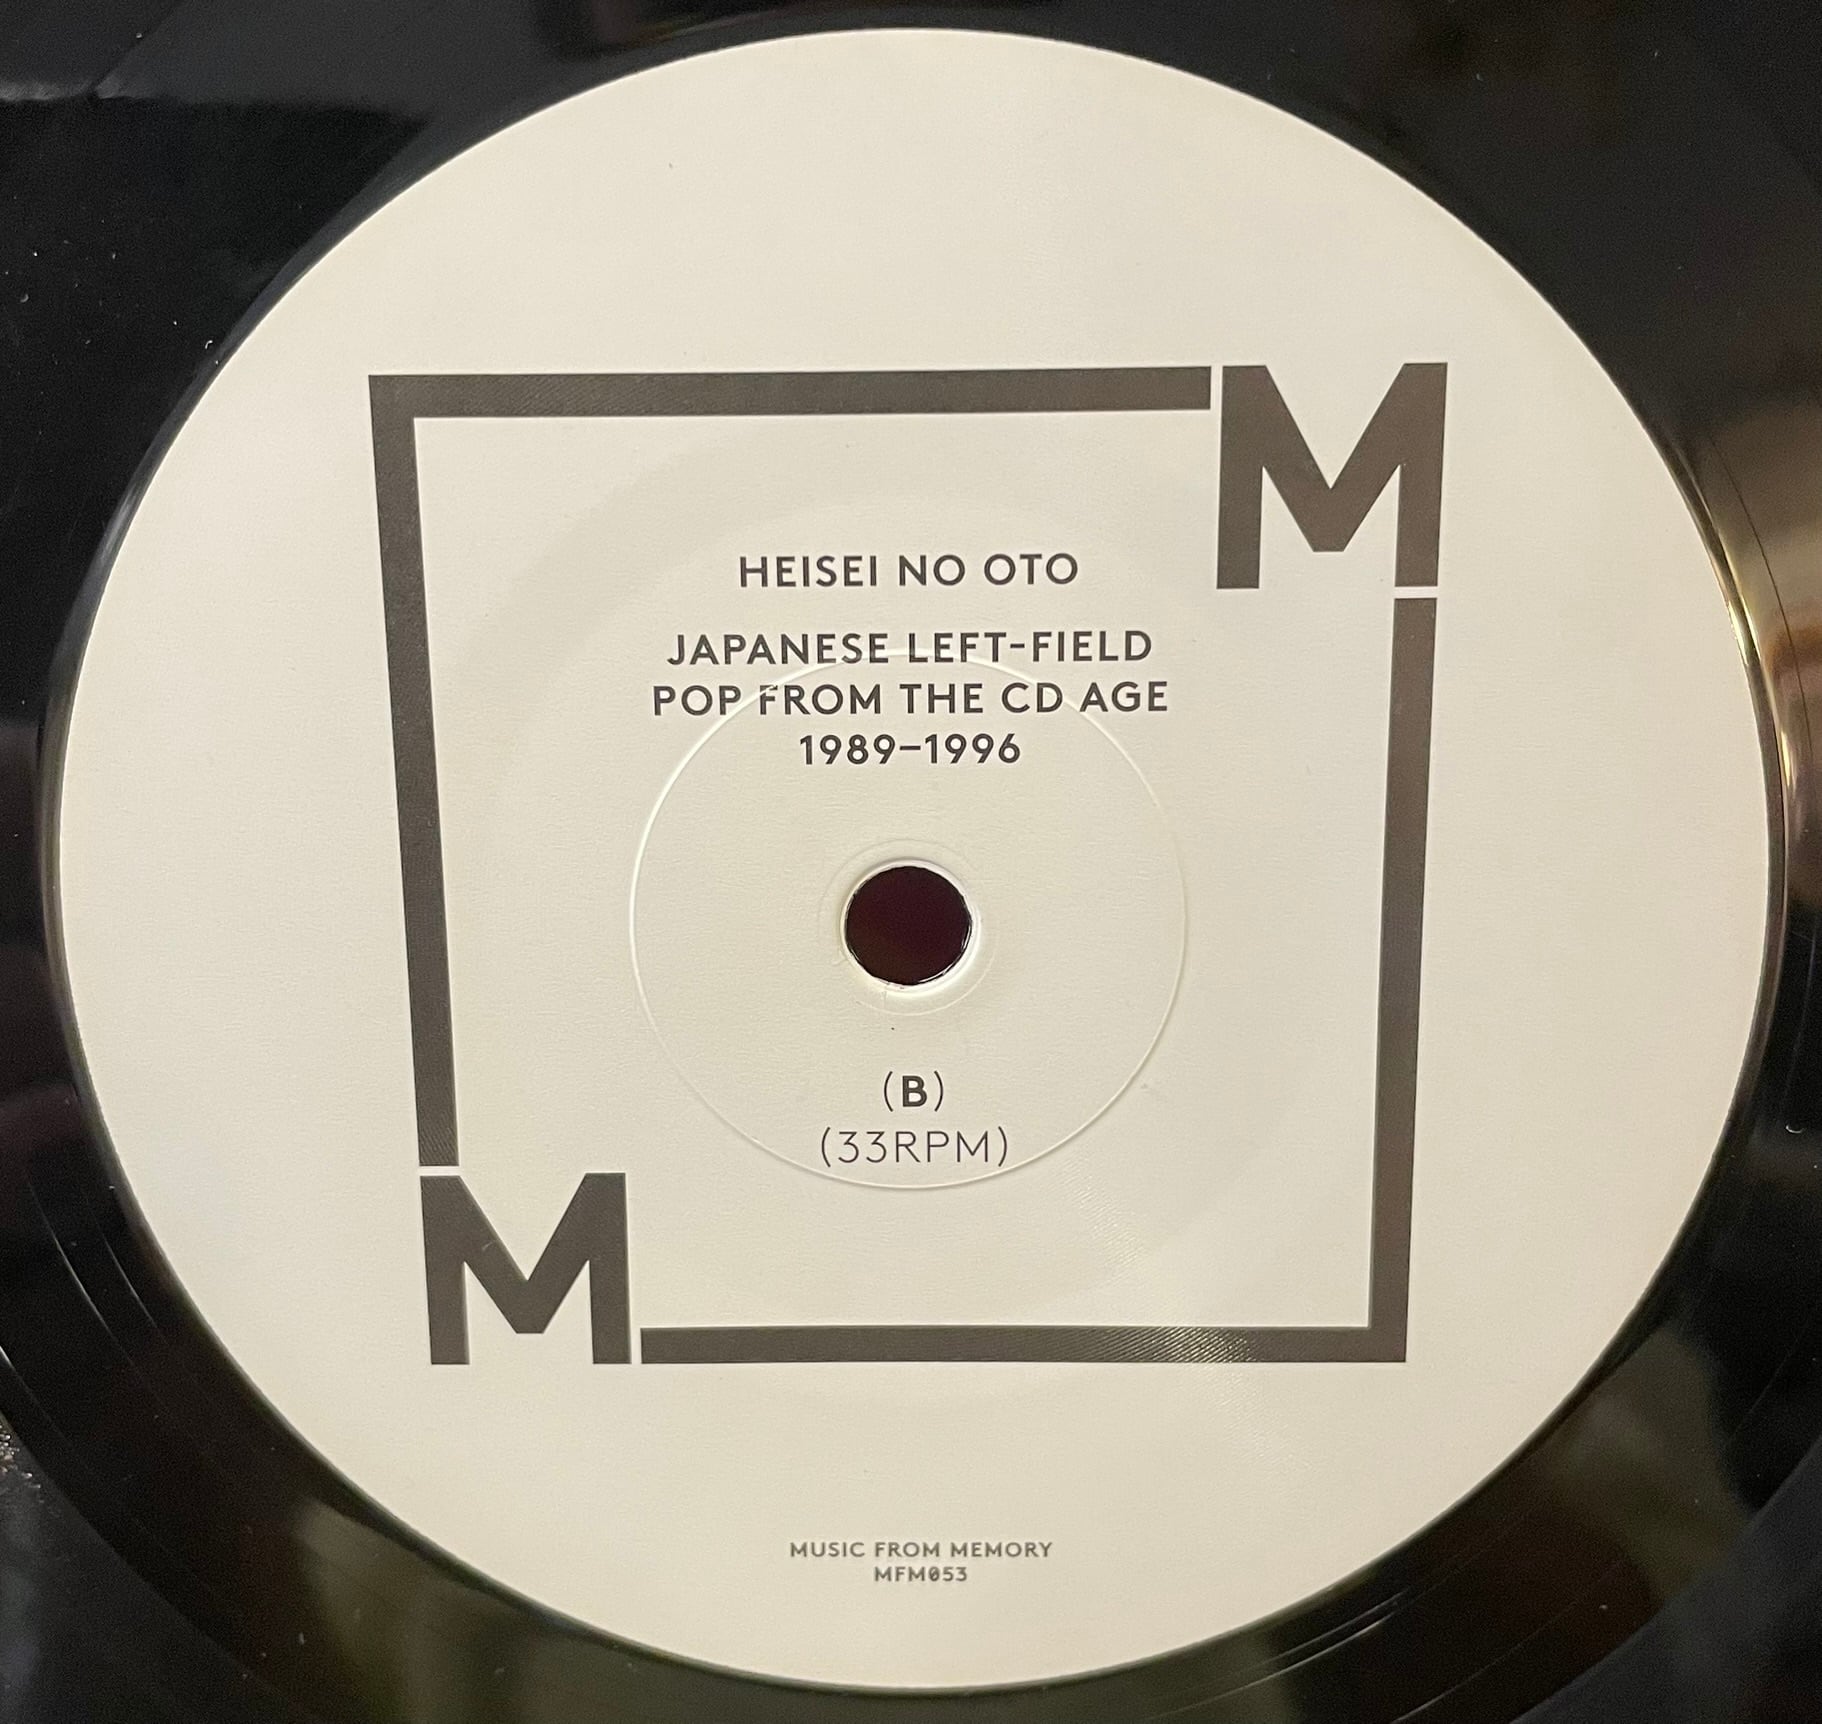 M
HEISEI NO OTO
JAPANESE LEFT-FIELD
POP FROM THE CD AGE
1989–1996
(B)
(33RPM)
M
MUSIC FROM MEMORY
MFM053